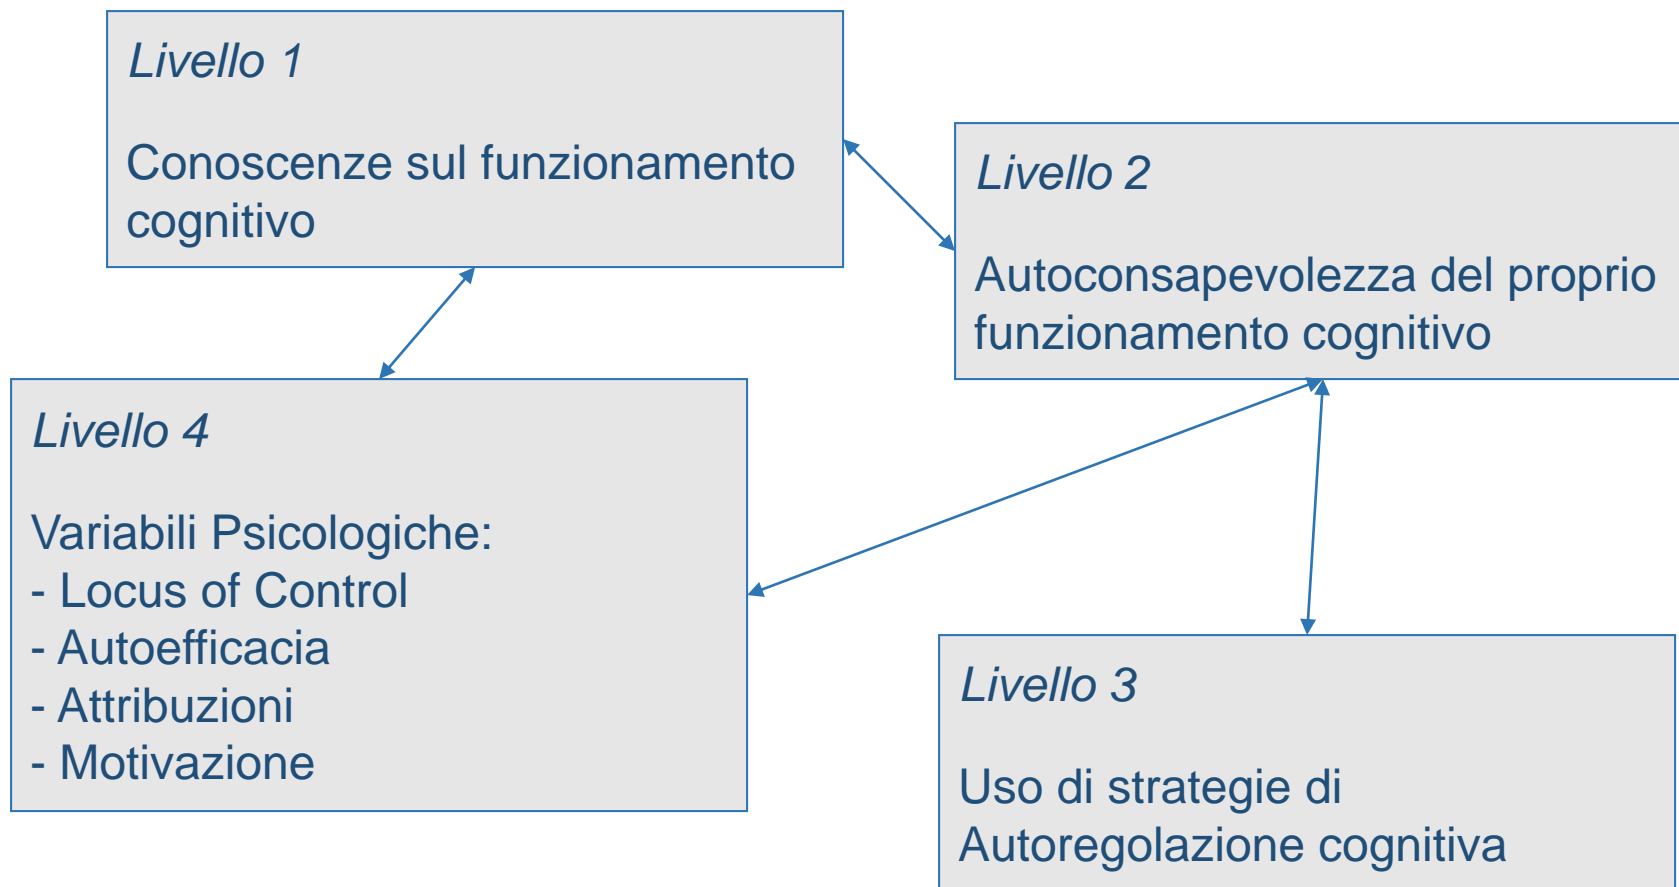 Livello 1
Conoscenze sul funzionamento
cognitivo
Livello 2
Autoconsapevolezza del proprio
funzionamento cognitivo
Livello 4
Variabili Psicologiche:
- Locus of Control
- Autoefficacia
- Attribuzioni
- Motivazione
Livello 3
Uso di strategie di
Autoregolazione cognitiva